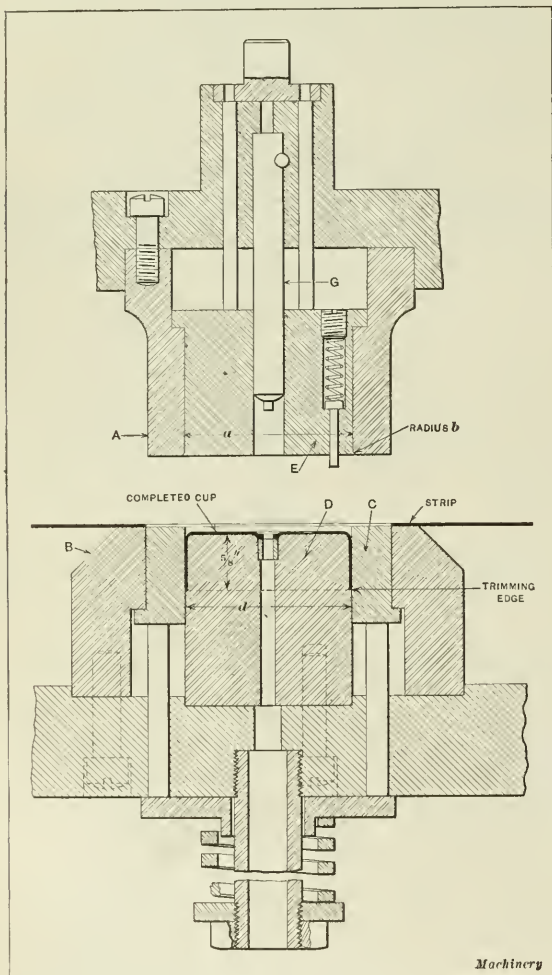 G
A
a
RADIUS b
E
COMPLETED CUP
D
C
STRIP
B
5/8"
TRIMMING EDGE
d
Machinery